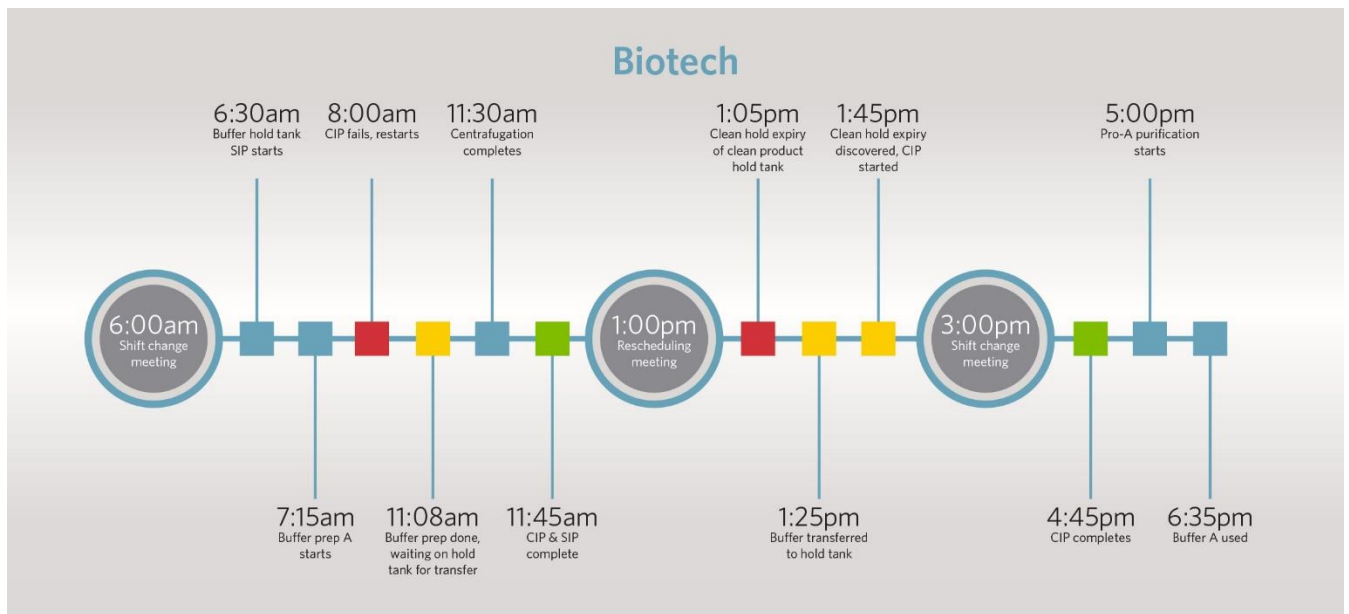 Biotech
6:30am
Buffer hold tank
SIP starts
8:00am
CIP fails, restarts
11:30am
Centrafugation
completes
1:05pm
Clean hold expiry
of clean product
hold tank
1:45pm
Clean hold expiry
discovered, CIP
started
5:00pm
Pro-A purification
starts
6:00am
Shift change
meeting
1:00pm
Rescheduling
meeting
3:00pm
Shift change
meeting
7:15am
Buffer prep A
starts
11:08am
Buffer prep done,
waiting on hold
tank for transfer
11:45am
CIP & SIP
complete
1:25pm
Buffer transferred
to hold tank
4:45pm
CIP completes
6:35pm
Buffer A used